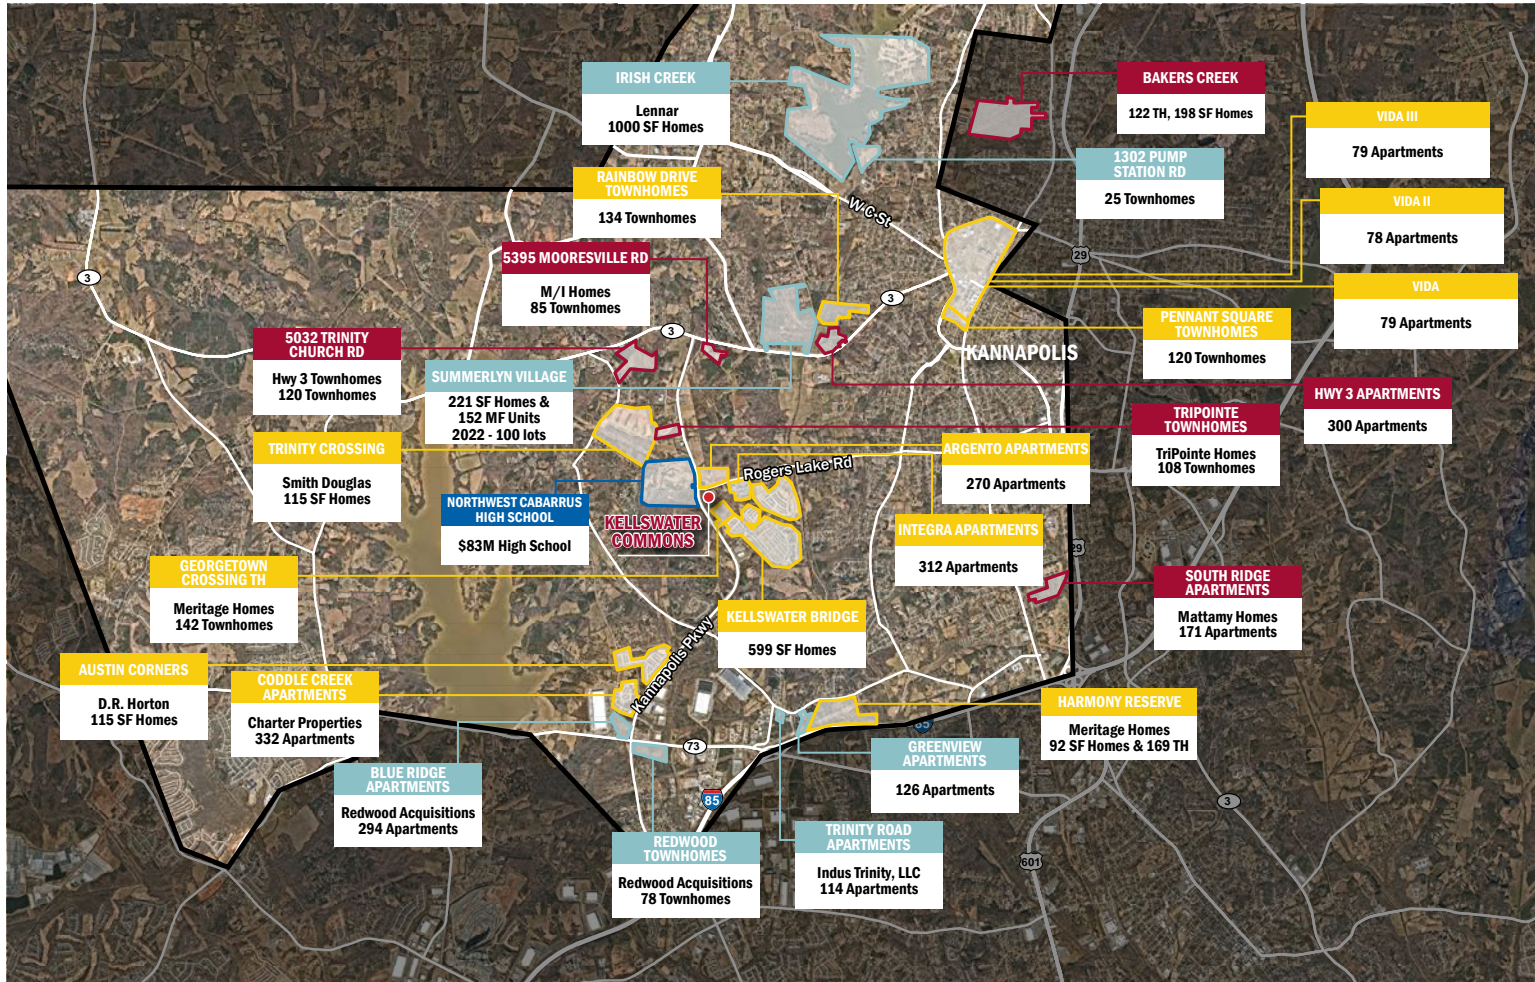 IRISH CREEK
Lennar
1000 SF Homes
BAKERS CREEK
122 TH, 198 SF Homes
VIDA III
79 Apartments
1302 PUMP
STATION RD
25 Townhomes
RAINBOW DRIVE
TOWNHOMES
134 Townhomes
W C St
VIDA II
78 Apartments
29
5395 MOORESVILLE RD
M/I Homes
85 Townhomes
3
3
VIDA
79 Apartments
PENNANT SQUARE
TOWNHOMES
120 Townhomes
3
5032 TRINITY
CHURCH RD
Hwy 3 Townhomes
120 Townhomes
KANNAPOLIS
SUMMERLYN VILLAGE
221 SF Homes &
152 MF Units
2022 - 100 lots
HWY 3 APARTMENTS
300 Apartments
TRIPOINTE
TOWNHOMES
TriPointe Homes
108 Townhomes
TRINITY CROSSING
Smith Douglas
115 SF Homes
ARGENTO APARTMENTS
270 Apartments
Rogers Lake Rd
NORTHWEST CABARRUS
HIGH SCHOOL
$83M High School
KELLSWATER
COMMONS
INTEGRA APARTMENTS
312 Apartments
29
GEORGETOWN
CROSSING TH
Meritage Homes
142 Townhomes
SOUTH RIDGE
APARTMENTS
Mattamy Homes
171 Apartments
KELLSWATER BRIDGE
599 SF Homes
Kannapolis Pkwy
AUSTIN CORNERS
D.R. Horton
115 SF Homes
CODDLE CREEK
APARTMENTS
Charter Properties
332 Apartments
HARMONY RESERVE
Meritage Homes
92 SF Homes & 169 TH
85
73
GREENVIEW
APARTMENTS
126 Apartments
BLUE RIDGE
APARTMENTS
Redwood Acquisitions
294 Apartments
85
3
REDWOOD
TOWNHOMES
Redwood Acquisitions
78 Townhomes
TRINITY ROAD
APARTMENTS
Indus Trinity, LLC
114 Apartments
601